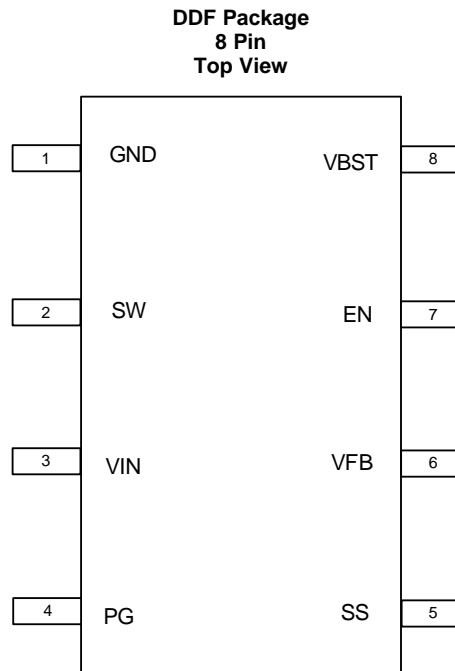 DDF Package
8 Pin
Top View
1 GND VBST 8
2 SW EN 7
3 VIN VFB 6
4 PG SS 5